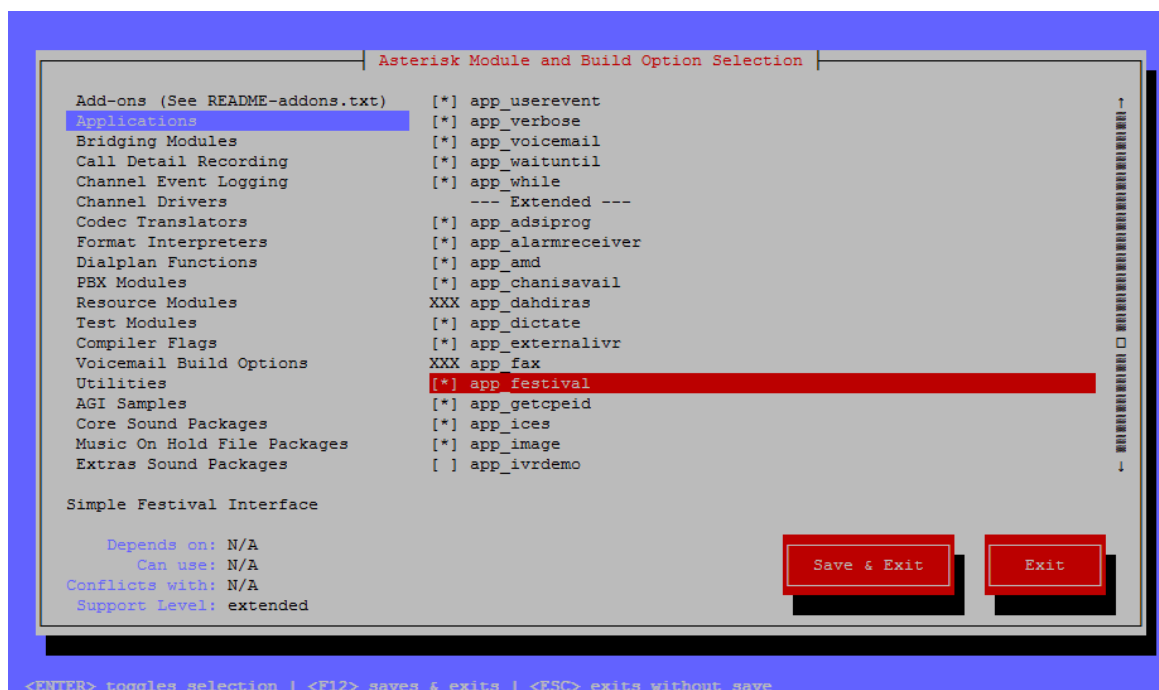 Asterisk Module and Build Option Selection
Add-ons (See README-addons.txt) [*] app_userevent
Applications [*] app_verbose
Bridging Modules [*] app_voicemail
Call Detail Recording [*] app_waituntil
Channel Event Logging [*] app_while
Channel Drivers --- Extended ---
Codec Translators [*] app_adsiprog
Format Interpreters [*] app_alarmreceiver
Dialplan Functions [*] app_amd
PBX Modules [*] app_chanisavail
Resource Modules XXX app_dahdiras
Test Modules [*] app_dictate
Compiler Flags [*] app_externalivr
Voicemail Build Options XXX app_fax
Utilities [*] app_festival
AGI Samples [*] app_getcpeid
Core Sound Packages [*] app_ices
Music On Hold File Packages [*] app_image
Extras Sound Packages [ ] app_ivrdemo
Simple Festival Interface
Depends on: N/A
Can use: N/A
Conflicts with: N/A
Support Level: extended
Save & Exit Exit
<ENTER> toggles selection | <F12> saves & exits | <ESC> exits without save